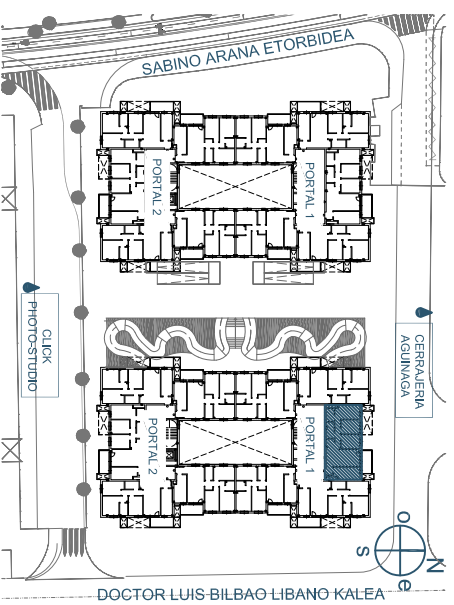 SABINO ARANA ETORBIDEA
PORTAL 2
PORTAL 1
CLICK
PHOTO-STUDIO
CERRAJERIA
AGUINAGA
PORTAL 2
PORTAL 1
O
N
S
e
DOCTOR LUIS BILBAO LIBANO KALEA